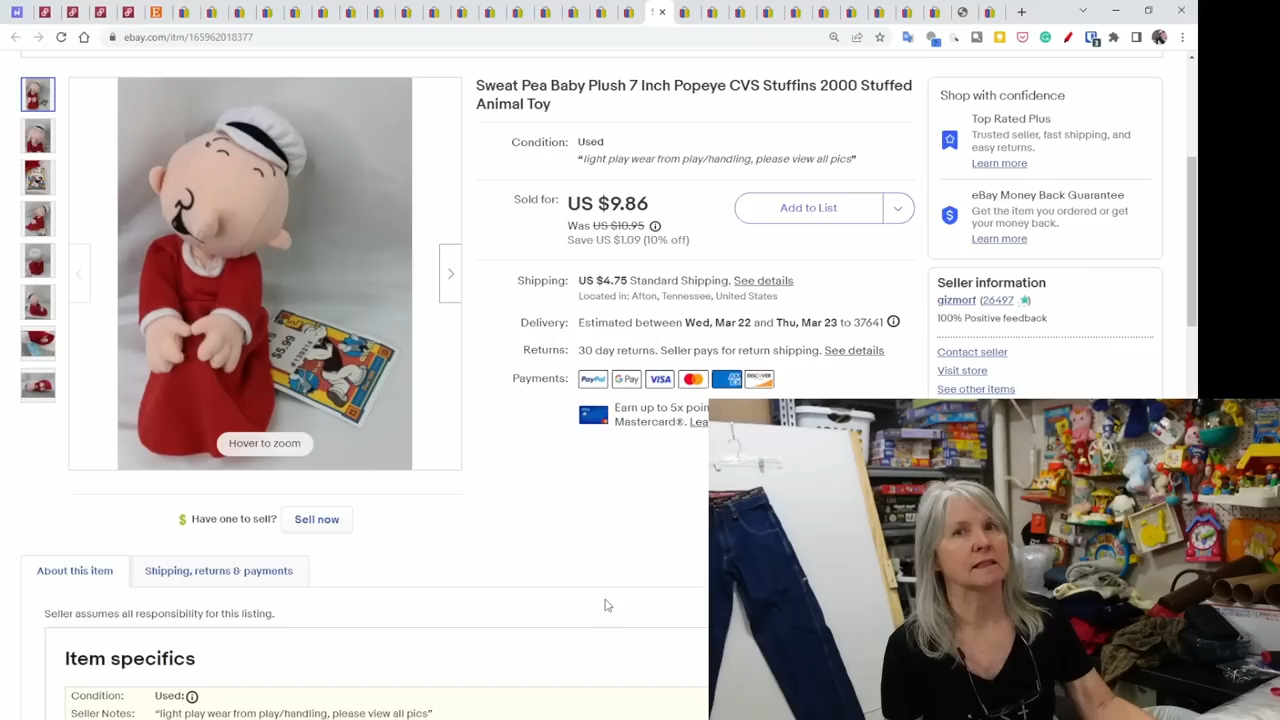 ebay.com/itm/165962018377
Sweat Pea Baby Plush 7 Inch Popeye CVS Stuffins 2000 Stuffed
Animal Toy
Condition:
Used
"light play wear from play/handling, please view all pics"
Sold for:
US $9.86
Was US $10.95
Save US $1.09 (10% off)
Add to List
Shipping:
US $4.75 Standard Shipping. See details
Located in: Afton, Tennessee, United States
Delivery:
Estimated between Wed, Mar 22 and Thu, Mar 23 to 37641
Returns:
30 day returns. Seller pays for return shipping. See details
Payments:
PayPal
G Pay
VISA
DISCOVER
Earn up to 5x poin
Mastercard®. Lea
Shop with confidence
Top Rated Plus
Trusted seller, fast shipping, and
easy returns.
Learn more
eBay Money Back Guarantee
Get the item you ordered or get
your money back.
Learn more
Seller information
gizmorf (26497)
100% Positive feedback
Contact seller
Visit store
See other items
$5.99
Hover to zoom
Have one to sell?
Sell now
About this item
Shipping, returns & payments
Seller assumes all responsibility for this listing.
Item specifics
Condition:
Used:
Seller Notes:
"light play wear from play/handling, please view all pics"